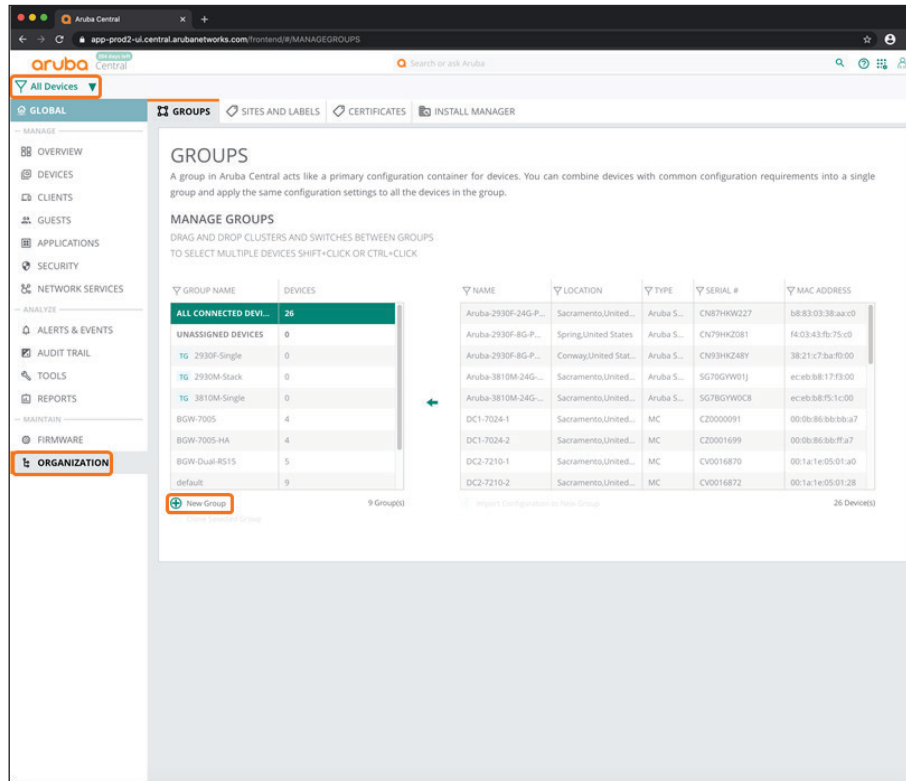 Aruba Central
app-prod2-ui.central.arubanetworks.com/frontend/#/MANAGEGROUPS
aruba Central
Search or ask Aruba
All Devices
GLOBAL
GROUPS SITES AND LABELS CERTIFICATES INSTALL MANAGER
MANAGE
OVERVIEW
DEVICES
CLIENTS
GUESTS
APPLICATIONS
SECURITY
NETWORK SERVICES
ANALYZE
ALERTS & EVENTS
AUDIT TRAIL
TOOLS
REPORTS
MAINTAIN
FIRMWARE
ORGANIZATION
GROUPS
A group in Aruba Central acts like a primary configuration container for devices. You can combine devices with common configuration requirements into a single
group and apply the same configuration settings to all the devices in the group.
MANAGE GROUPS
DRAG AND DROP CLUSTERS AND SWITCHES BETWEEN GROUPS
TO SELECT MULTIPLE DEVICES SHIFT+CLICK OR CTRL+CLICK
GROUP NAME DEVICES
ALL CONNECTED DEVI... 26
UNASSIGNED DEVICES 0
TG 2930F-Single 0
TG 2930M-Stack 0
TG 3810M-Single 0
BGW-7005 4
BGW-7005-HA 4
BGW-Dual-RS15 5
default 9
New Group 9 Group(s)
Clone Selected Group
NAME LOCATION TYPE SERIAL # MAC ADDRESS
Aruba-2930F-24G-P... Sacramento,United... Aruba S... CN87HKW227 b8:83:03:38:aa:c0
Aruba-2930F-8G-P... Spring,United States Aruba S... CN79HKZ081 f4:03:43:fb:75:c0
Aruba-2930F-8G-P... Conway,United Stat... Aruba S... CN93HKZ48Y 38:21:c7:ba:f0:00
Aruba-3810M-24G-... Sacramento,United... Aruba S... SG70GYW01J ec:eb:b8:17:f3:00
Aruba-3810M-24G-... Sacramento,United... Aruba S... SG7BGYW0C8 ec:eb:b8:f5:1c:00
DC1-7024-1 Sacramento,United... MC CZ0000091 00:0b:86:bb:bb:a7
DC1-7024-2 Sacramento,United... MC CZ0001699 00:0b:86:bb:ff:a7
DC2-7210-1 Sacramento,United... MC CV0016870 00:1a:1e:05:01:a0
DC2-7210-2 Sacramento,United... MC CV0016872 00:1a:1e:05:01:28
Import Configuration to New Group 26 Device(s)